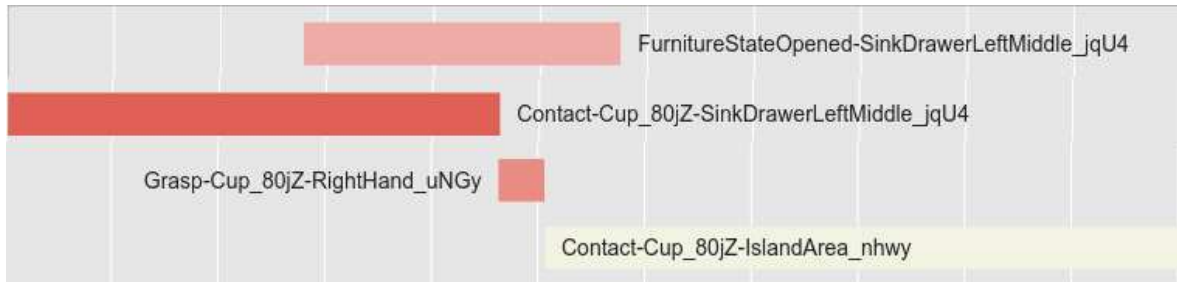 FurnitureStateOpened-SinkDrawerLeftMiddle_jqU4
Contact-Cup_80jZ-SinkDrawerLeftMiddle_jqU4
Grasp-Cup_80jZ-RightHand_uNGy
Contact-Cup_80jZ-IslandArea_nhwy